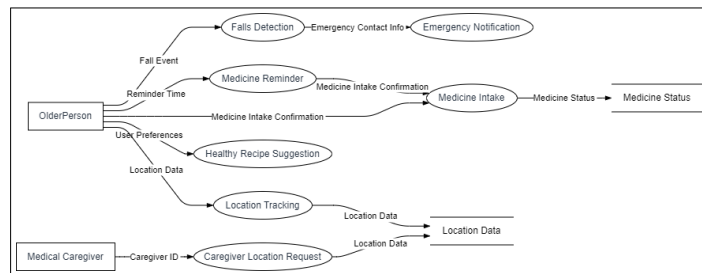 Falls Detection
Emergency Contact Info
Emergency Notification
Fall Event
Medicine Reminder
Reminder Time
Medicine Intake Confirmation
Medicine Intake
Medicine Status
Medicine Status
OlderPerson
Medicine Intake Confirmation
User Preferences
Healthy Recipe Suggestion
Location Data
Location Tracking
Location Data
Location Data
Location Data
Medical Caregiver
Caregiver ID
Caregiver Location Request